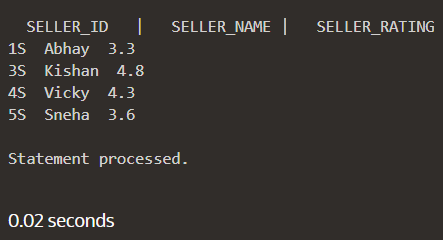 SELLER_ID | SELLER_NAME | SELLER_RATING
1S Abhay 3.3
3S Kishan 4.8
4S Vicky 4.3
5S Sneha 3.6
Statement processed.
0.02 seconds